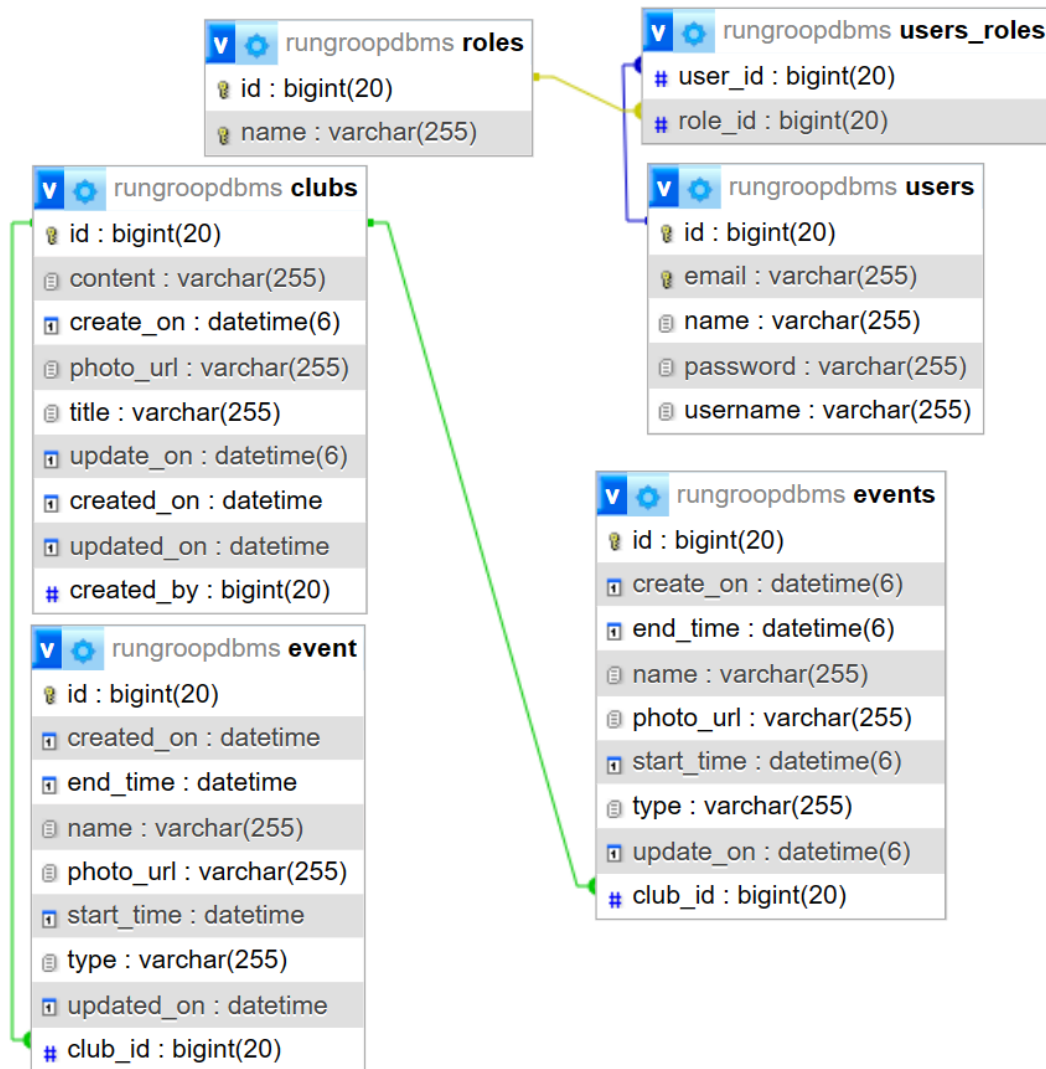 v rungroopdbms roles
id : bigint(20)
name : varchar(255)
v rungroopdbms users_roles
# user_id : bigint(20)
# role_id : bigint(20)
v rungroopdbms clubs
id : bigint(20)
content : varchar(255)
create_on : datetime(6)
photo_url : varchar(255)
title : varchar(255)
update_on : datetime(6)
created_on : datetime
updated_on : datetime
# created_by : bigint(20)
v rungroopdbms users
id : bigint(20)
email : varchar(255)
name : varchar(255)
password : varchar(255)
username : varchar(255)
v rungroopdbms event
id : bigint(20)
created_on : datetime
end_time : datetime
name : varchar(255)
photo_url : varchar(255)
start_time : datetime
type : varchar(255)
updated_on : datetime
# club_id : bigint(20)
v rungroopdbms events
id : bigint(20)
create_on : datetime(6)
end_time : datetime(6)
name : varchar(255)
photo_url : varchar(255)
start_time : datetime(6)
type : varchar(255)
update_on : datetime(6)
# club_id : bigint(20)